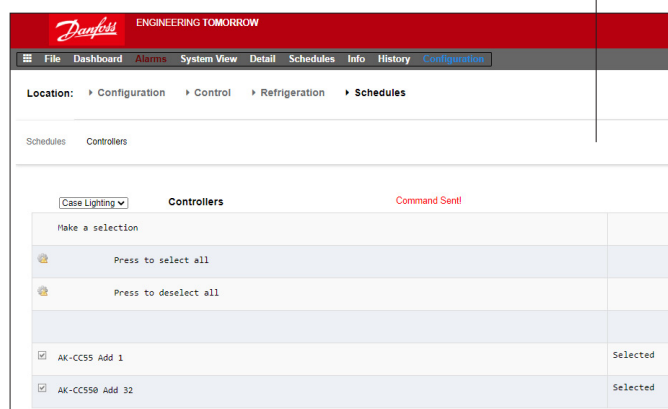 Danfoss ENGINEERING TOMORROW
File Dashboard Alarms System View Detail Schedules Info History Configuration
Location: Configuration Control Refrigeration Schedules
Schedules Controllers
Case Lighting Controllers Command Sent!
Make a selection
Press to select all
Press to deselect all
AK-CC55 Add 1 Selected
AK-CC550 Add 32 Selected